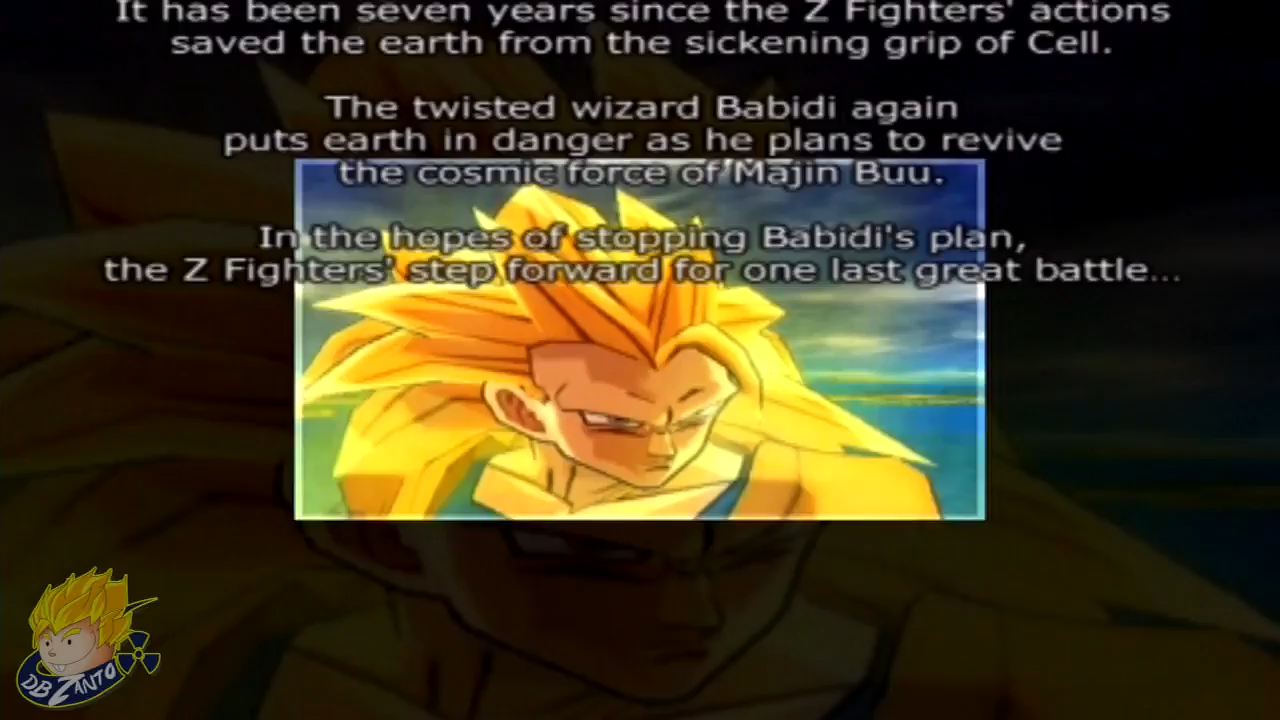 It has been seven years since the Z Fighters' actions
saved the earth from the sickening grip of Cell.
The twisted wizard Babidi again
puts earth in danger as he plans to revive
the cosmic force of Majin Buu.
In the hopes of stopping Babidi's plan,
the Z Fighters' step forward for one last great battle...
DBZANTO